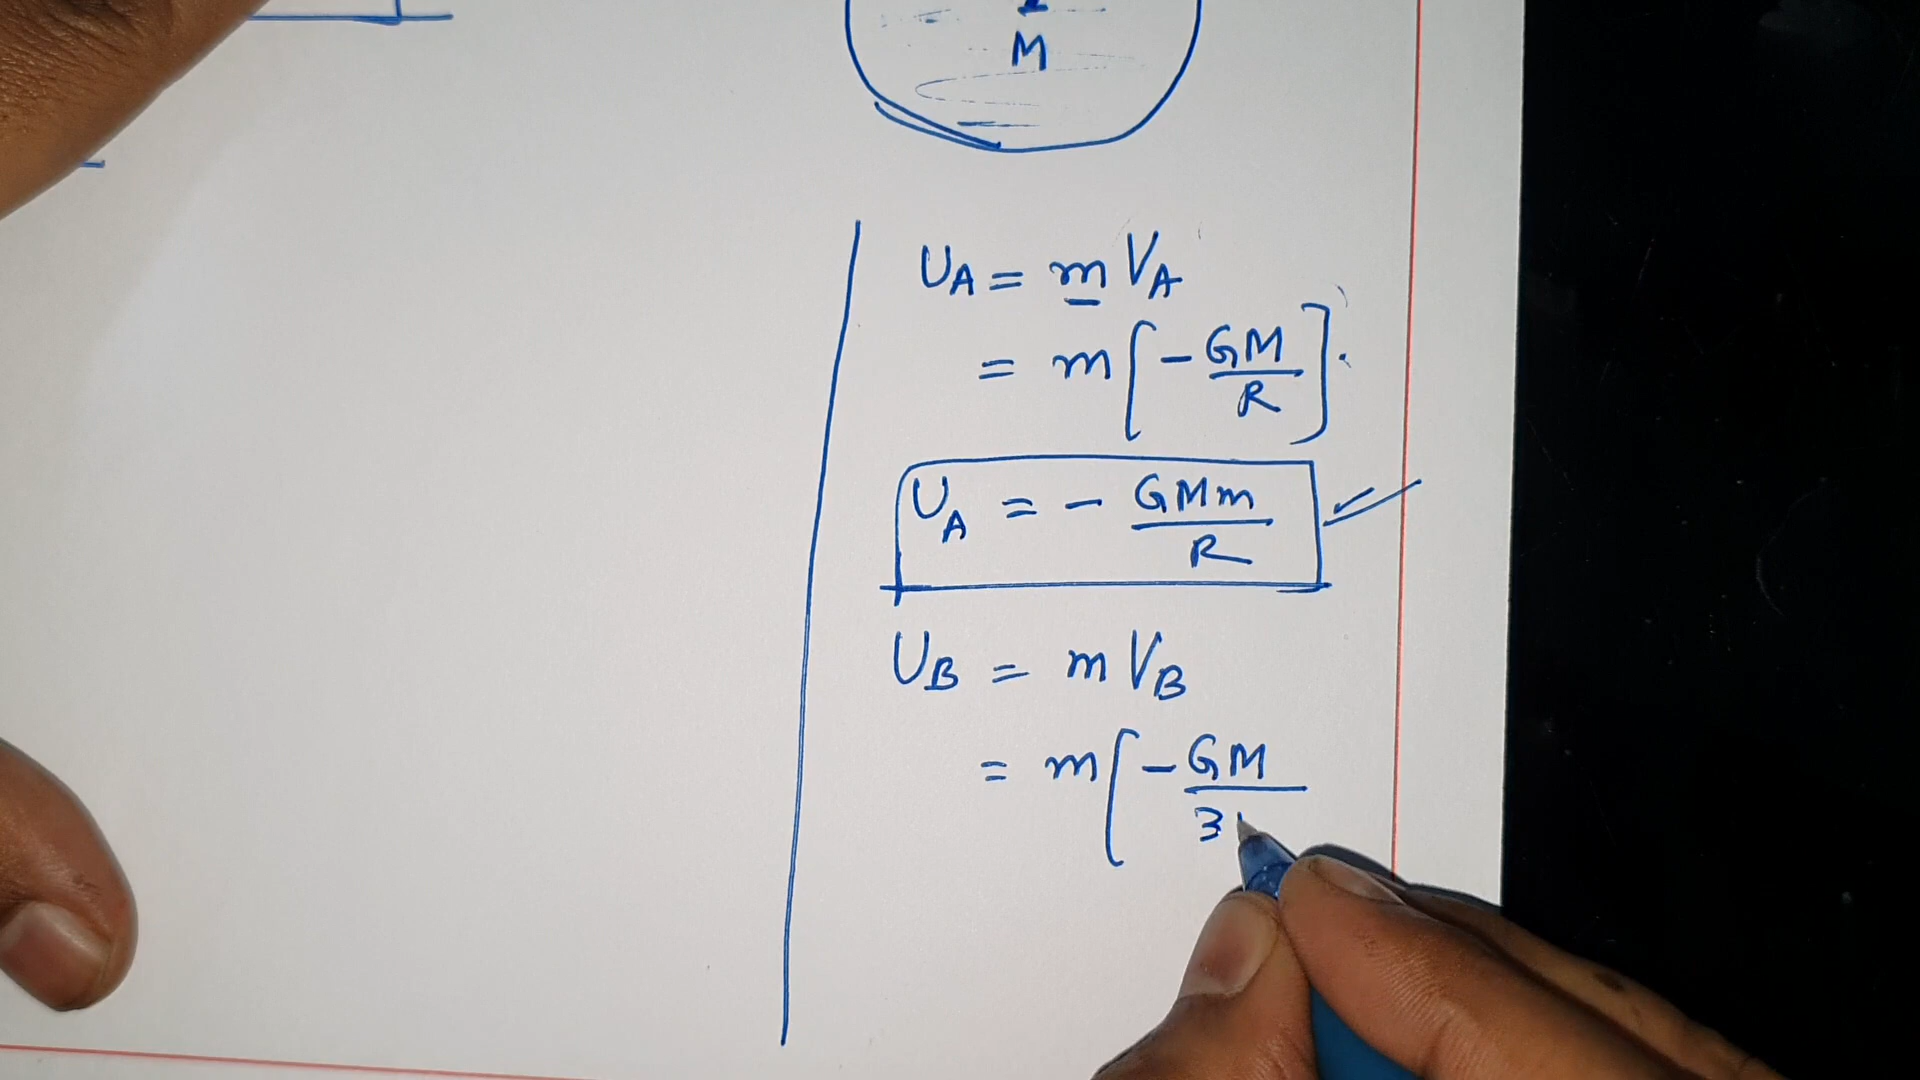 M
U_A = m V_A
= m [ - GM / R ].
U_A = - GMm / R
U_B = m V_B
= m [ - GM / 3